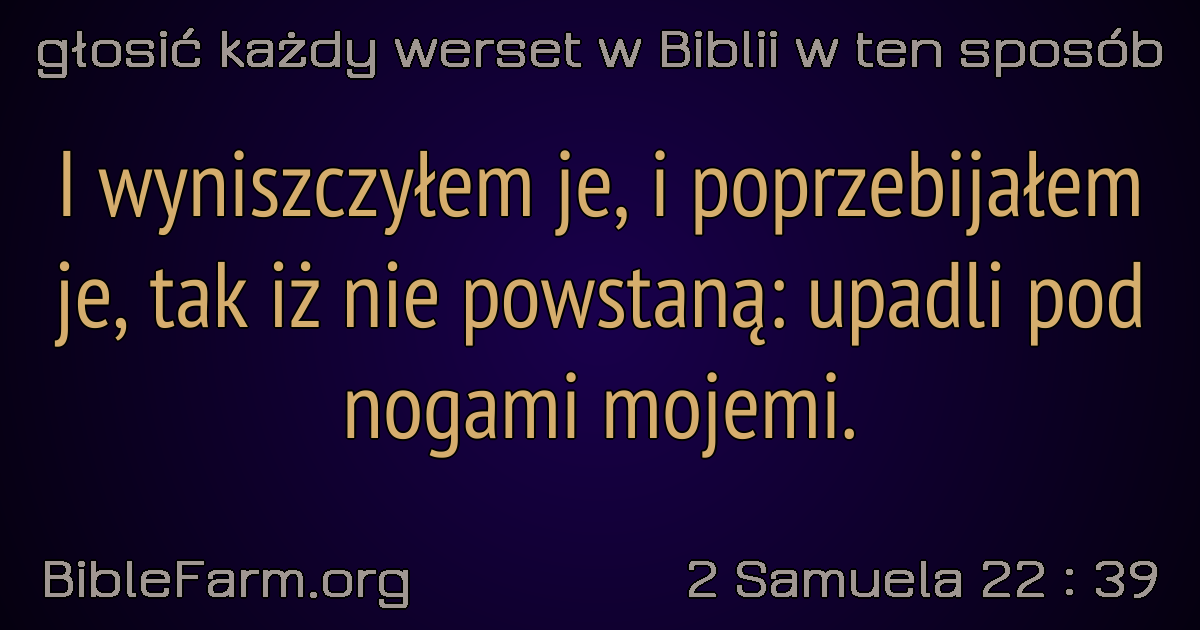 głosić każdy werset w Biblii w ten sposób
I wyniszczyłem je, i poprzebijałem
je, tak iż nie powstaną: upadli pod
nogami mojemi.
BibleFarm.org
2 Samuela 22 : 39